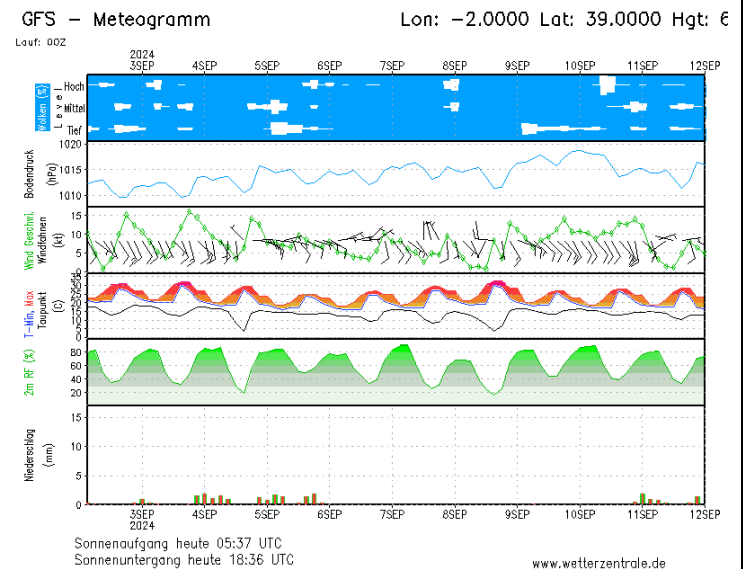 GFS – Meteogramm
Lon: −2.0000 Lat: 39.0000 Hgt: 6
Lauf: 00Z
2024
3SEP 4SEP 5SEP 6SEP 7SEP 8SEP 9SEP 10SEP 11SEP 12SEP
Wolken (%)
Level
Hoch
Mittel
Tief
Bodendruck
(hPa)
1020
1015
1010
Wind Geschwi.
Windfahnen
(kt)
15
10
5
0
T-Min, Max
Taupunkt
(C)
35
30
25
20
15
10
5
0
2m RF (%)
80
60
40
20
Niederschlag
(mm)
15
10
5
0
3SEP 4SEP 5SEP 6SEP 7SEP 8SEP 9SEP 10SEP 11SEP 12SEP
2024
Sonnenaufgang heute 05:37 UTC
Sonnenuntergang heute 18:36 UTC
www.wetterzentrale.de